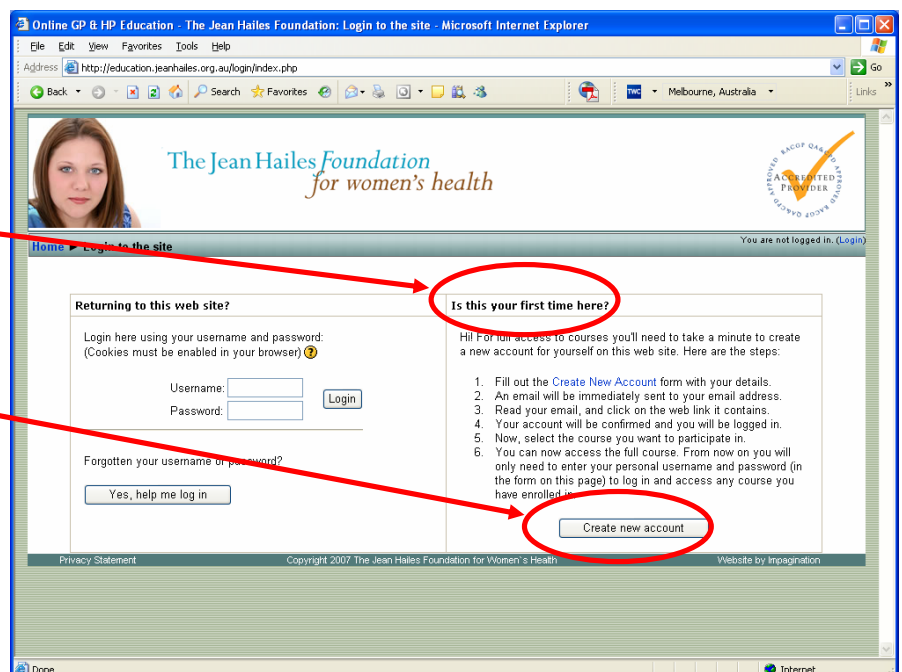 Online GP & HP Education - The Jean Hailes Foundation: Login to the site - Microsoft Internet Explorer
File Edit View Favorites Tools Help
Address http://education.jeanhailes.org.au/login/index.php Go
Back Search Favorites TWC Melbourne, Australia Links »
The Jean Hailes Foundation
for women's health
RACGP QA&CPD APPROVED
ACCREDITED
PROVIDER
You are not logged in. (Login)
Home ► Login to the site
Returning to this web site?
Login here using your username and password:
(Cookies must be enabled in your browser) ?
Username:
Password:
Login
Forgotten your username or password?
Yes, help me log in
Is this your first time here?
Hi! For full access to courses you'll need to take a minute to create
a new account for yourself on this web site. Here are the steps:
1. Fill out the Create New Account form with your details.
2. An email will be immediately sent to your email address.
3. Read your email, and click on the web link it contains.
4. Your account will be confirmed and you will be logged in.
5. Now, select the course you want to participate in.
6. You can now access the full course. From now on you will
only need to enter your personal username and password (in
the form on this page) to log in and access any course you
have enrolled in.
Create new account
Privacy Statement Copyright 2007 The Jean Hailes Foundation for Women's Health Website by Impagination
Done Internet